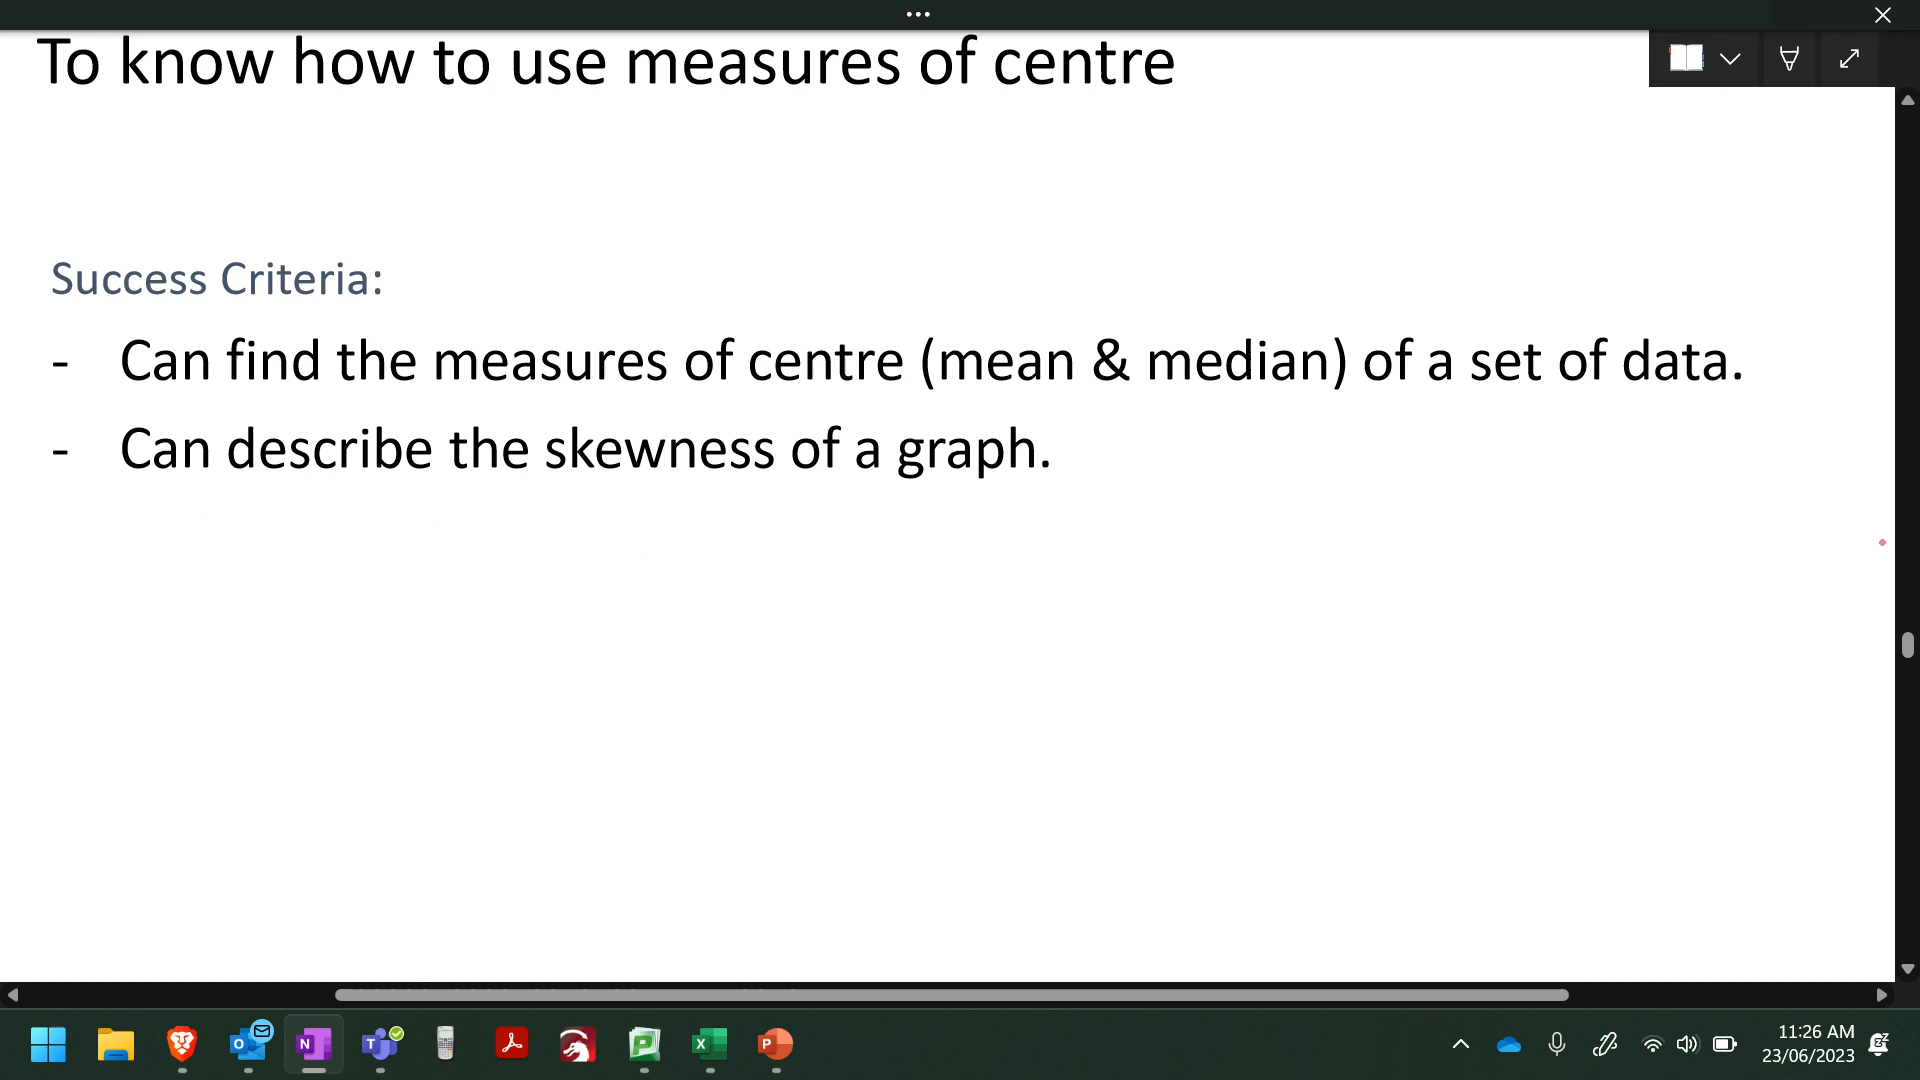 To know how to use measures of centre
Success Criteria:
- Can find the measures of centre (mean & median) of a set of data.
- Can describe the skewness of a graph.
11:26 AM
23/06/2023